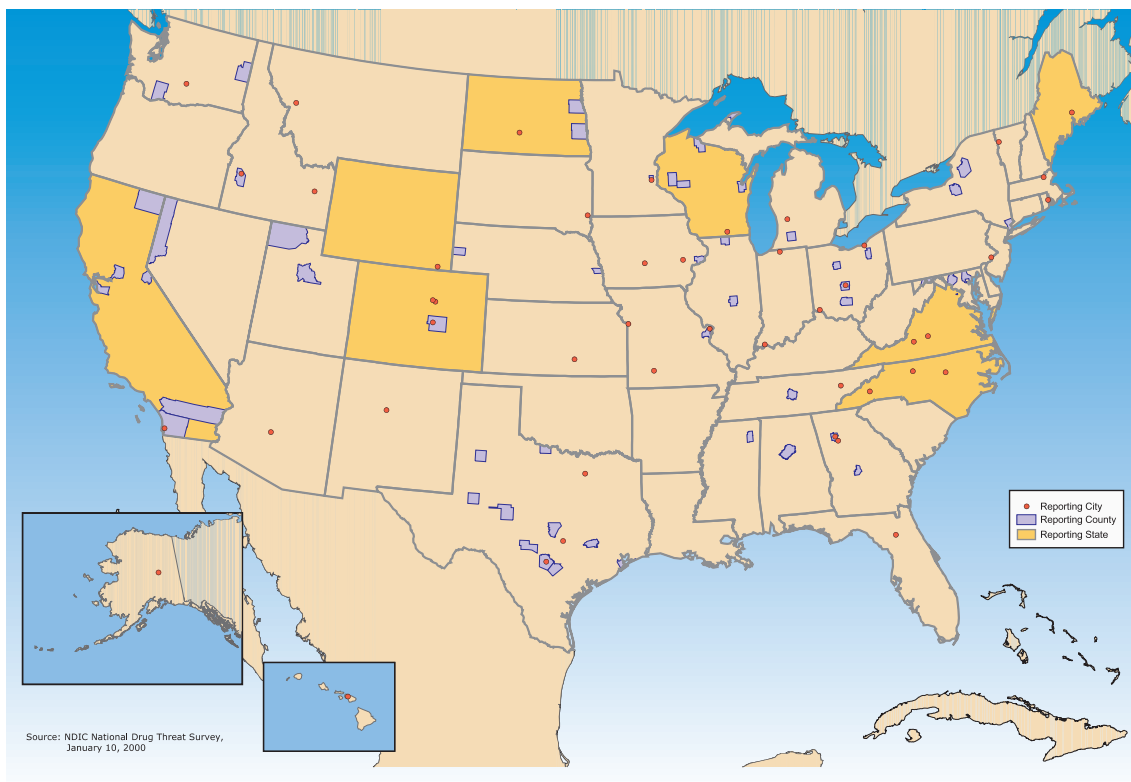 Reporting City
Reporting County
Reporting State
Source: NDIC National Drug Threat Survey,
January 10, 2000